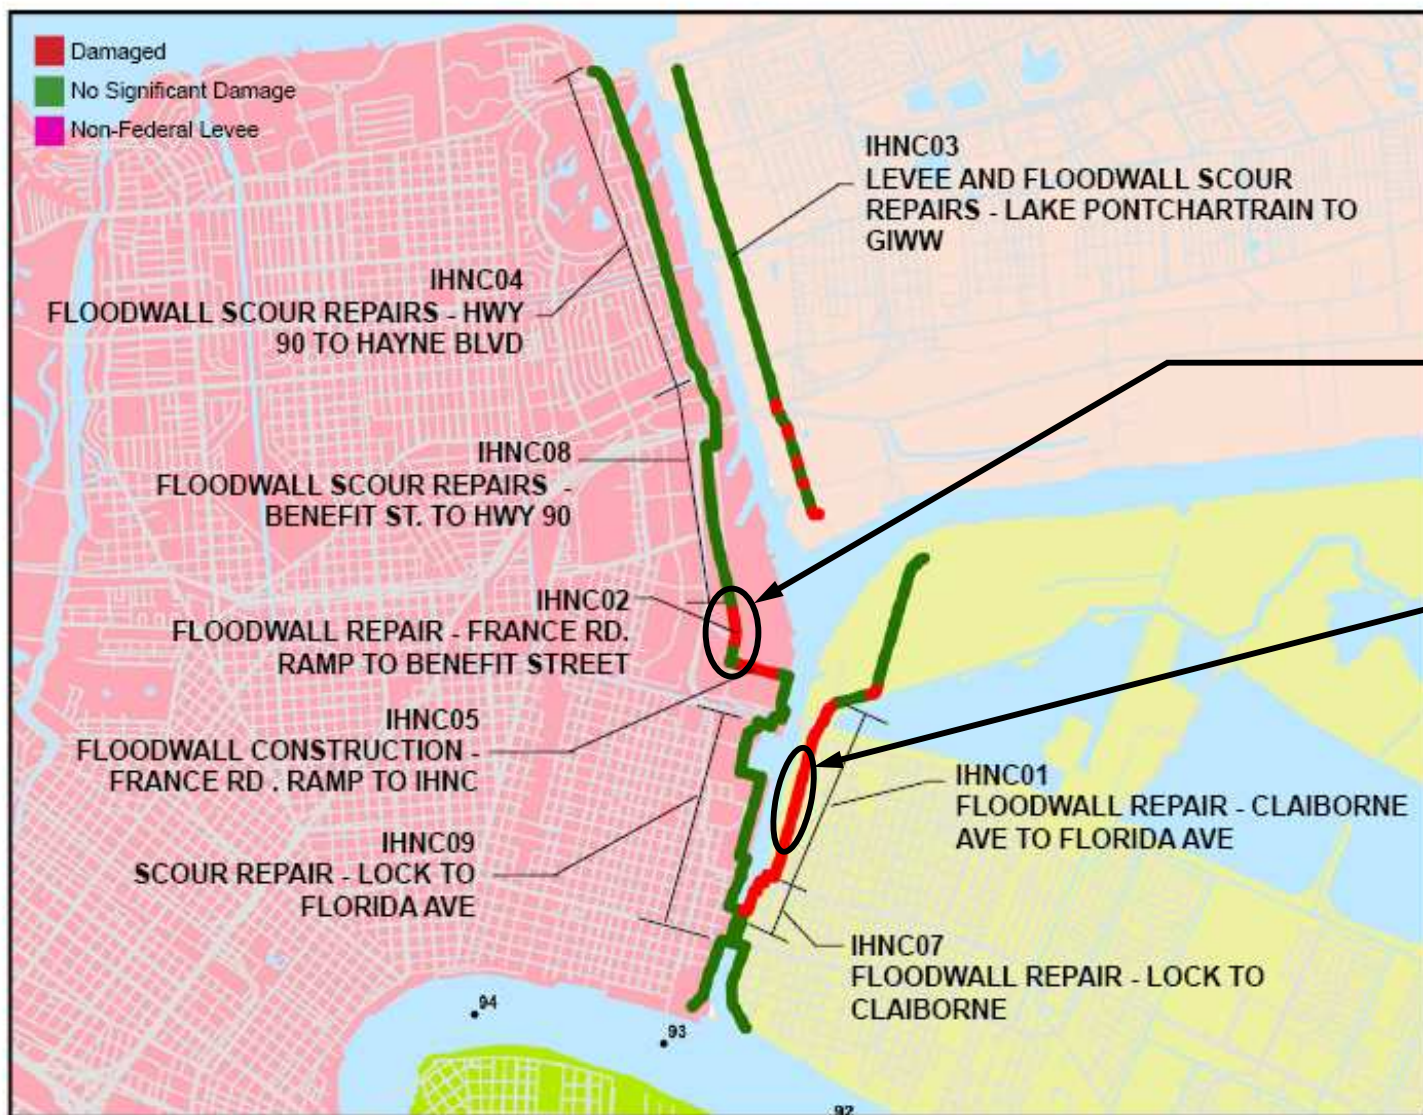 Damaged
No Significant Damage
Non-Federal Levee
IHNC03
LEVEE AND FLOODWALL SCOUR
REPAIRS - LAKE PONTCHARTRAIN TO
GIWW
IHNC04
FLOODWALL SCOUR REPAIRS - HWY
90 TO HAYNE BLVD
IHNC08
FLOODWALL SCOUR REPAIRS -
BENEFIT ST. TO HWY 90
IHNC02
FLOODWALL REPAIR - FRANCE RD.
RAMP TO BENEFIT STREET
IHNC05
FLOODWALL CONSTRUCTION -
FRANCE RD . RAMP TO IHNC
IHNC01
FLOODWALL REPAIR - CLAIBORNE
AVE TO FLORIDA AVE
IHNC09
SCOUR REPAIR - LOCK TO
FLORIDA AVE
IHNC07
FLOODWALL REPAIR - LOCK TO
CLAIBORNE
94
93
92